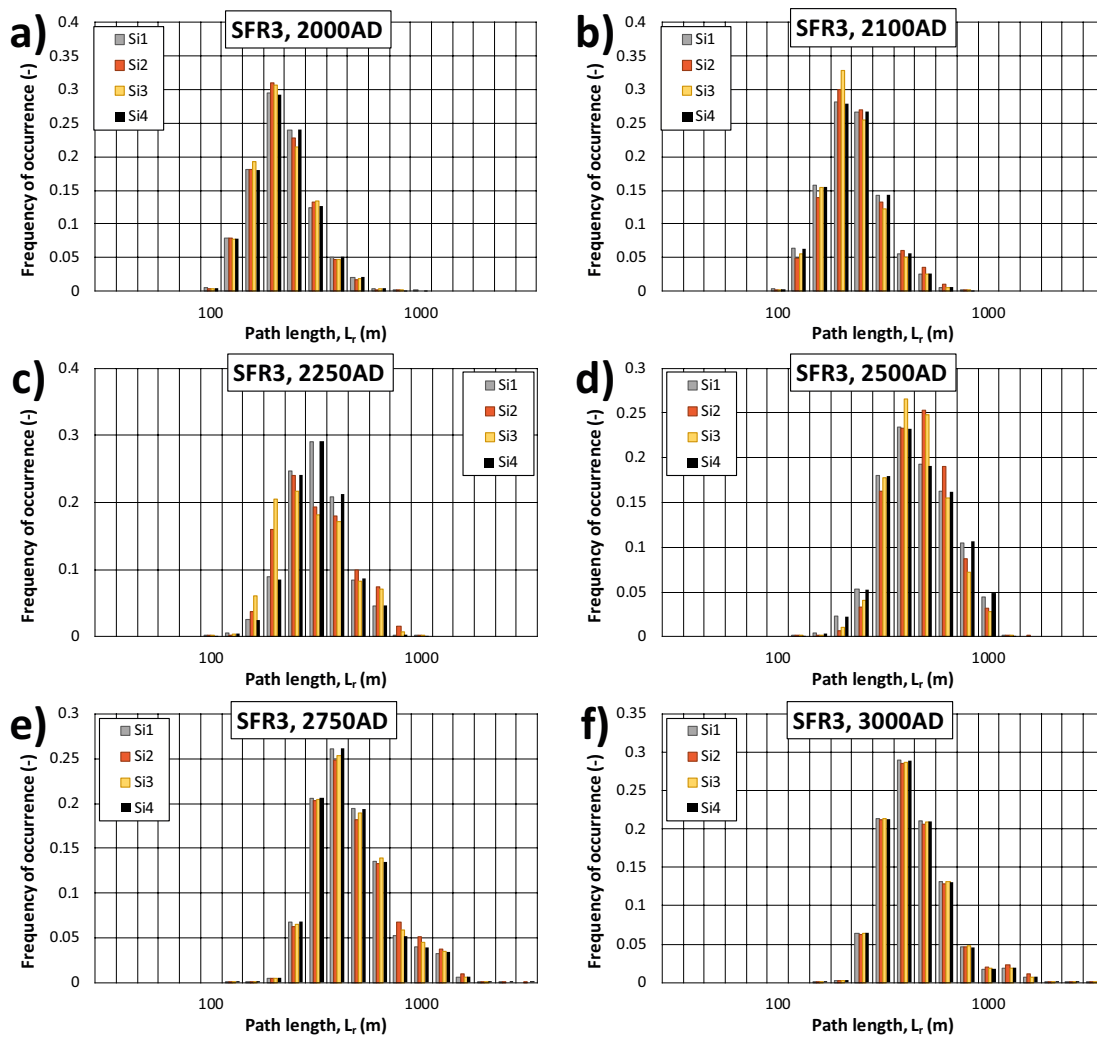 a)
SFR3, 2000AD
Frequency of occurrence (-)
0.4
0.35
0.3
0.25
0.2
0.15
0.1
0.05
0
Si1
Si2
Si3
Si4
100 1000
Path length, Lr (m)
b)
SFR3, 2100AD
Frequency of occurrence (-)
0.4
0.35
0.3
0.25
0.2
0.15
0.1
0.05
0
Si1
Si2
Si3
Si4
100 1000
Path length, Lr (m)
c)
SFR3, 2250AD
Frequency of occurrence (-)
0.4
0.3
0.2
0.1
0
Si1
Si2
Si3
Si4
100 1000
Path length, Lr (m)
d)
SFR3, 2500AD
Frequency of occurrence (-)
0.3
0.25
0.2
0.15
0.1
0.05
0
Si1
Si2
Si3
Si4
100 1000
Path length, Lr (m)
e)
SFR3, 2750AD
Frequency of occurrence (-)
0.3
0.25
0.2
0.15
0.1
0.05
0
Si1
Si2
Si3
Si4
100 1000
Path length, Lr (m)
f)
SFR3, 3000AD
Frequency of occurrence (-)
0.35
0.3
0.25
0.2
0.15
0.1
0.05
0
Si1
Si2
Si3
Si4
100 1000
Path length, Lr (m)